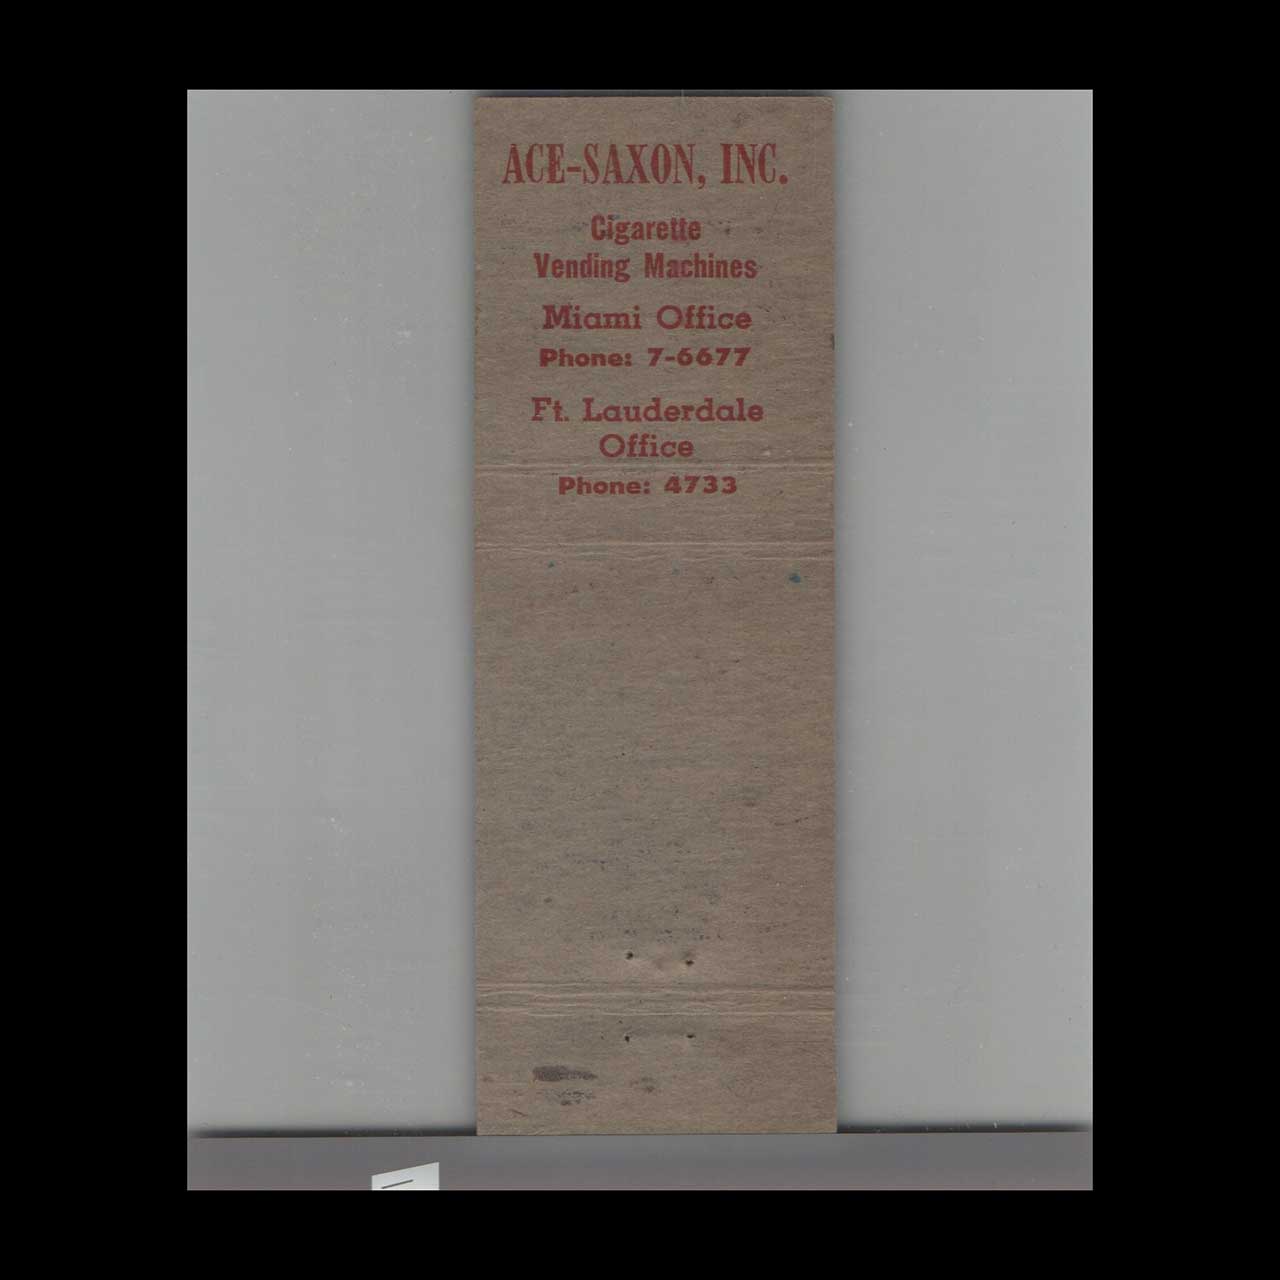 ACE-SAXON, INC.
Cigarette
Vending Machines
Miami Office
Phone: 7-6677
Ft. Lauderdale
Office
Phone: 4733